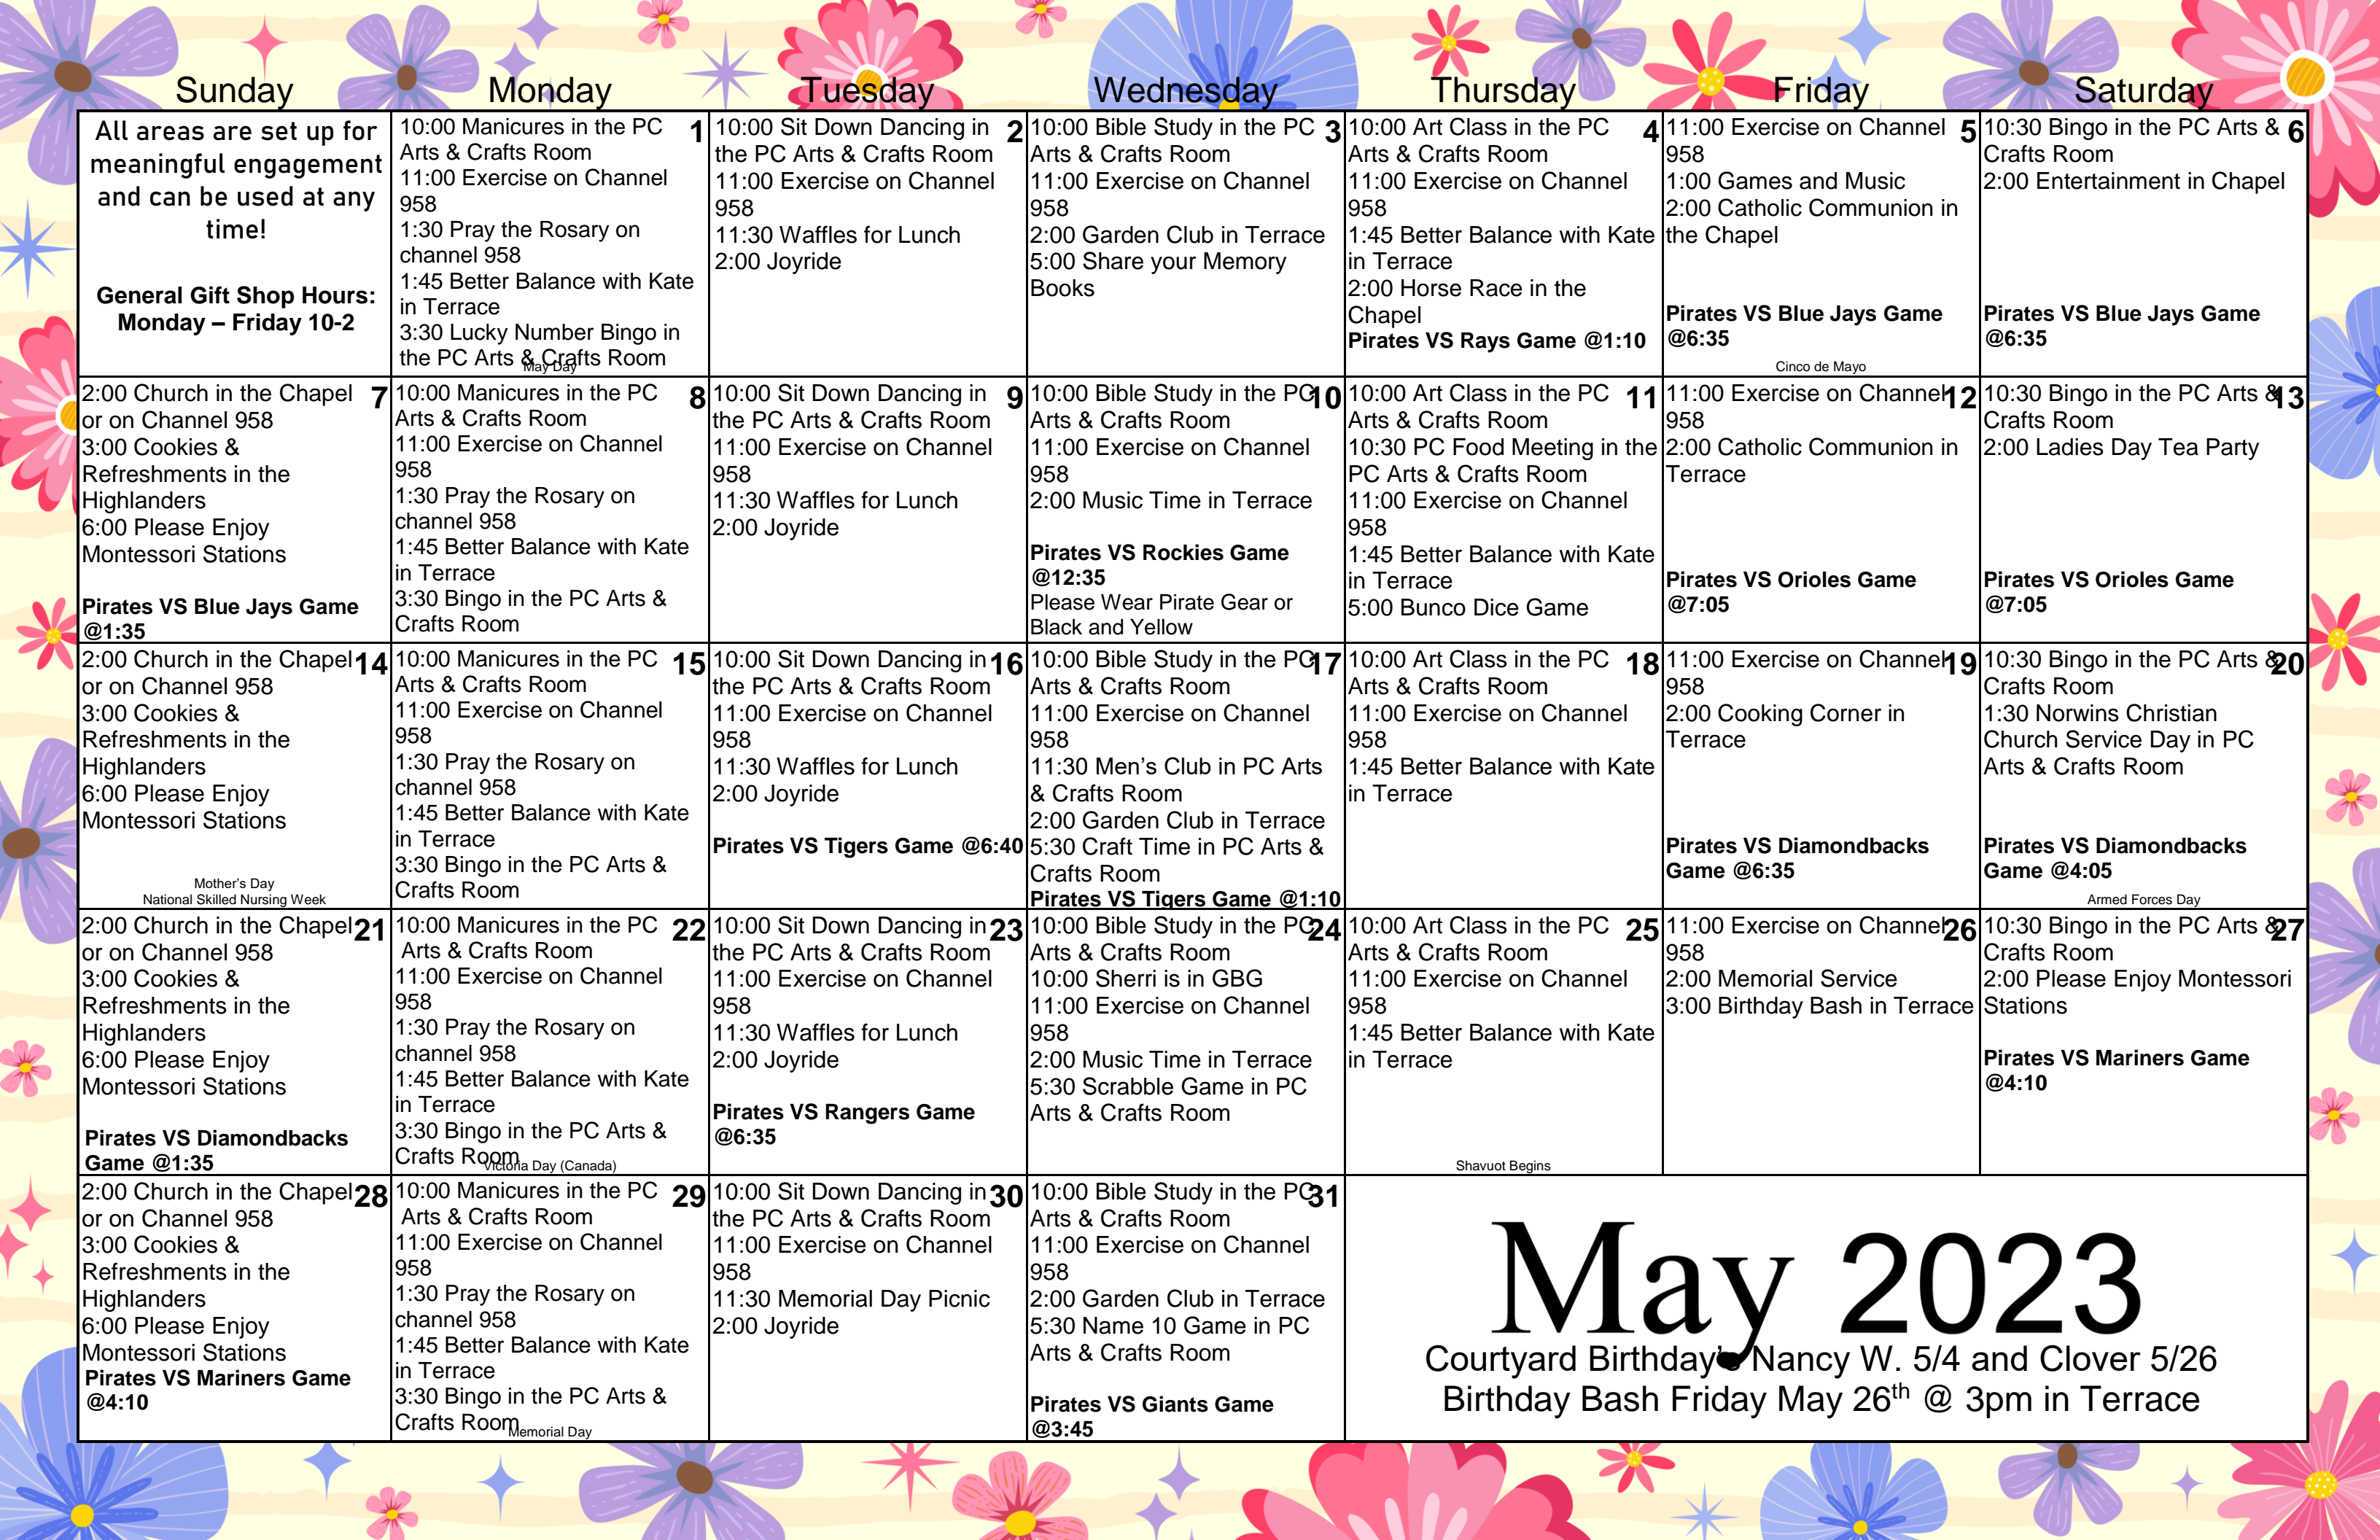 Sunday Monday Tuesday Wednesday Thursday Friday Saturday
All areas are set up for
meaningful engagement
and can be used at any
time!
General Gift Shop Hours:
Monday – Friday 10-2
1
10:00 Manicures in the PC
Arts & Crafts Room
11:00 Exercise on Channel
958
1:30 Pray the Rosary on
channel 958
1:45 Better Balance with Kate
in Terrace
3:30 Lucky Number Bingo in
the PC Arts & Crafts Room
May Day
2
10:00 Sit Down Dancing in
the PC Arts & Crafts Room
11:00 Exercise on Channel
958
11:30 Waffles for Lunch
2:00 Joyride
3
10:00 Bible Study in the PC
Arts & Crafts Room
11:00 Exercise on Channel
958
2:00 Garden Club in Terrace
5:00 Share your Memory
Books
4
10:00 Art Class in the PC
Arts & Crafts Room
11:00 Exercise on Channel
958
1:45 Better Balance with Kate
in Terrace
2:00 Horse Race in the
Chapel
Pirates VS Rays Game @1:10
5
11:00 Exercise on Channel
958
1:00 Games and Music
2:00 Catholic Communion in
the Chapel
Pirates VS Blue Jays Game
@6:35
Cinco de Mayo
6
10:30 Bingo in the PC Arts &
Crafts Room
2:00 Entertainment in Chapel
Pirates VS Blue Jays Game
@6:35
7
2:00 Church in the Chapel
or on Channel 958
3:00 Cookies &
Refreshments in the
Highlanders
6:00 Please Enjoy
Montessori Stations
Pirates VS Blue Jays Game
@1:35
8
10:00 Manicures in the PC
Arts & Crafts Room
11:00 Exercise on Channel
958
1:30 Pray the Rosary on
channel 958
1:45 Better Balance with Kate
in Terrace
3:30 Bingo in the PC Arts &
Crafts Room
9
10:00 Sit Down Dancing in
the PC Arts & Crafts Room
11:00 Exercise on Channel
958
11:30 Waffles for Lunch
2:00 Joyride
10
10:00 Bible Study in the PC
Arts & Crafts Room
11:00 Exercise on Channel
958
2:00 Music Time in Terrace
Pirates VS Rockies Game
@12:35
Please Wear Pirate Gear or
Black and Yellow
11
10:00 Art Class in the PC
Arts & Crafts Room
10:30 PC Food Meeting in the
PC Arts & Crafts Room
11:00 Exercise on Channel
958
1:45 Better Balance with Kate
in Terrace
5:00 Bunco Dice Game
12
11:00 Exercise on Channel
958
2:00 Catholic Communion in
Terrace
Pirates VS Orioles Game
@7:05
13
10:30 Bingo in the PC Arts &
Crafts Room
2:00 Ladies Day Tea Party
Pirates VS Orioles Game
@7:05
14
2:00 Church in the Chapel
or on Channel 958
3:00 Cookies &
Refreshments in the
Highlanders
6:00 Please Enjoy
Montessori Stations
Mother's Day
National Skilled Nursing Week
15
10:00 Manicures in the PC
Arts & Crafts Room
11:00 Exercise on Channel
958
1:30 Pray the Rosary on
channel 958
1:45 Better Balance with Kate
in Terrace
3:30 Bingo in the PC Arts &
Crafts Room
16
10:00 Sit Down Dancing in
the PC Arts & Crafts Room
11:00 Exercise on Channel
958
11:30 Waffles for Lunch
2:00 Joyride
Pirates VS Tigers Game @6:40
17
10:00 Bible Study in the PC
Arts & Crafts Room
11:00 Exercise on Channel
958
11:30 Men's Club in PC Arts
& Crafts Room
2:00 Garden Club in Terrace
5:30 Craft Time in PC Arts &
Crafts Room
Pirates VS Tigers Game @1:10
18
10:00 Art Class in the PC
Arts & Crafts Room
11:00 Exercise on Channel
958
1:45 Better Balance with Kate
in Terrace
19
11:00 Exercise on Channel
958
2:00 Cooking Corner in
Terrace
Pirates VS Diamondbacks
Game @6:35
20
10:30 Bingo in the PC Arts &
Crafts Room
1:30 Norwins Christian
Church Service Day in PC
Arts & Crafts Room
Pirates VS Diamondbacks
Game @4:05
Armed Forces Day
21
2:00 Church in the Chapel
or on Channel 958
3:00 Cookies &
Refreshments in the
Highlanders
6:00 Please Enjoy
Montessori Stations
Pirates VS Diamondbacks
Game @1:35
22
10:00 Manicures in the PC
Arts & Crafts Room
11:00 Exercise on Channel
958
1:30 Pray the Rosary on
channel 958
1:45 Better Balance with Kate
in Terrace
3:30 Bingo in the PC Arts &
Crafts Room
Victoria Day (Canada)
23
10:00 Sit Down Dancing in
the PC Arts & Crafts Room
11:00 Exercise on Channel
958
11:30 Waffles for Lunch
2:00 Joyride
Pirates VS Rangers Game
@6:35
24
10:00 Bible Study in the PC
Arts & Crafts Room
10:00 Sherri is in GBG
11:00 Exercise on Channel
958
2:00 Music Time in Terrace
5:30 Scrabble Game in PC
Arts & Crafts Room
25
10:00 Art Class in the PC
Arts & Crafts Room
11:00 Exercise on Channel
958
1:45 Better Balance with Kate
in Terrace
Shavuot Begins
26
11:00 Exercise on Channel
958
2:00 Memorial Service
3:00 Birthday Bash in Terrace
27
10:30 Bingo in the PC Arts &
Crafts Room
2:00 Please Enjoy Montessori
Stations
Pirates VS Mariners Game
@4:10
28
2:00 Church in the Chapel
or on Channel 958
3:00 Cookies &
Refreshments in the
Highlanders
6:00 Please Enjoy
Montessori Stations
Pirates VS Mariners Game
@4:10
29
10:00 Manicures in the PC
Arts & Crafts Room
11:00 Exercise on Channel
958
1:30 Pray the Rosary on
channel 958
1:45 Better Balance with Kate
in Terrace
3:30 Bingo in the PC Arts &
Crafts Room
Memorial Day
30
10:00 Sit Down Dancing in
the PC Arts & Crafts Room
11:00 Exercise on Channel
958
11:30 Memorial Day Picnic
2:00 Joyride
31
10:00 Bible Study in the PC
Arts & Crafts Room
11:00 Exercise on Channel
958
2:00 Garden Club in Terrace
5:30 Name 10 Game in PC
Arts & Crafts Room
Pirates VS Giants Game
@3:45
May 2023
Courtyard Birthday's Nancy W. 5/4 and Clover 5/26
Birthday Bash Friday May 26th @ 3pm in Terrace